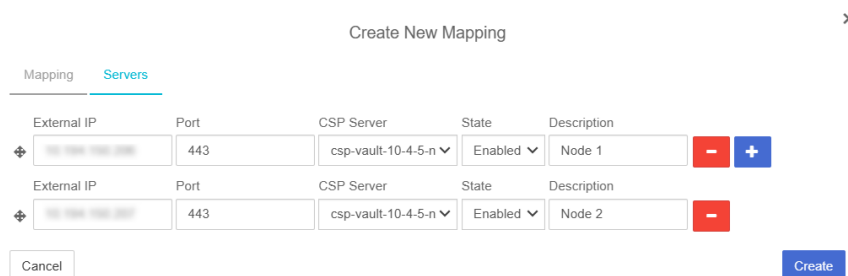 Create New Mapping
Mapping Servers
External IP Port CSP Server State Description
443 csp-vault-10-4-5-n Enabled Node 1
External IP Port CSP Server State Description
443 csp-vault-10-4-5-n Enabled Node 2
Cancel Create